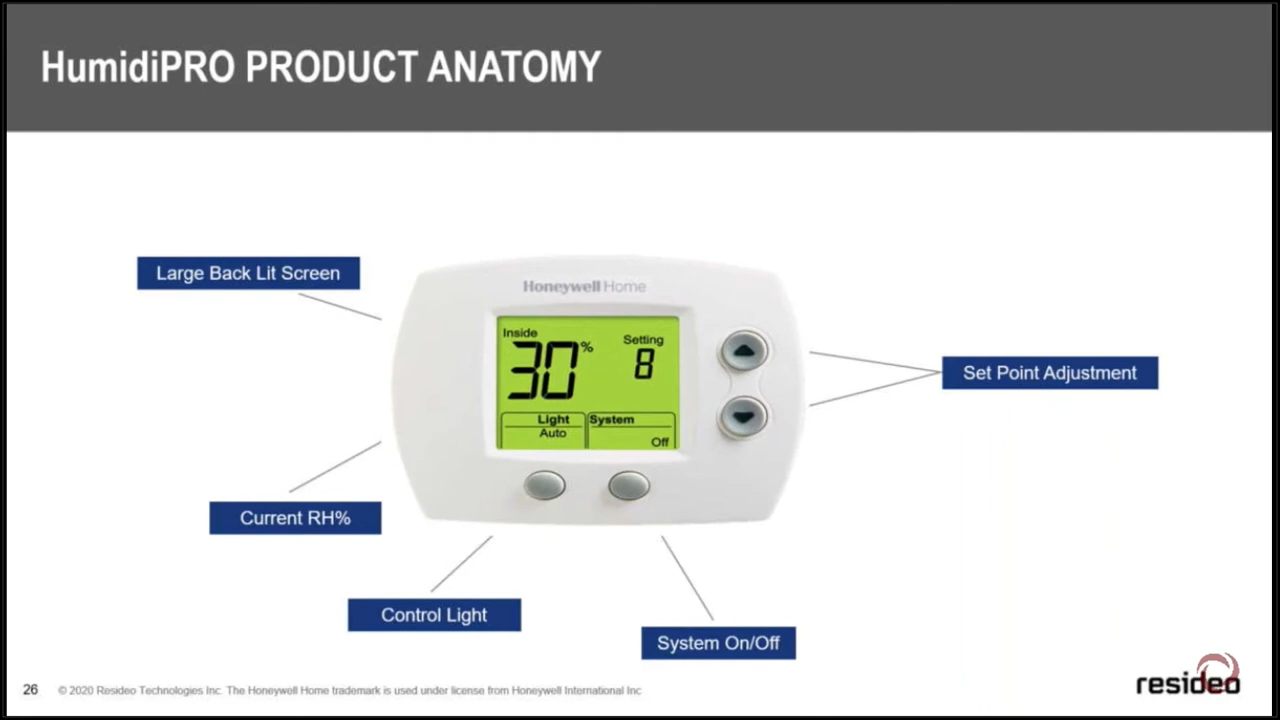 HumidiPRO PRODUCT ANATOMY
Large Back Lit Screen
Honeywell Home
Inside
30%
Setting
8
Light
Auto
System
Off
Set Point Adjustment
Current RH%
Control Light
System On/Off
26
© 2020 Resideo Technologies Inc. The Honeywell Home trademark is used under license from Honeywell International Inc
resideo